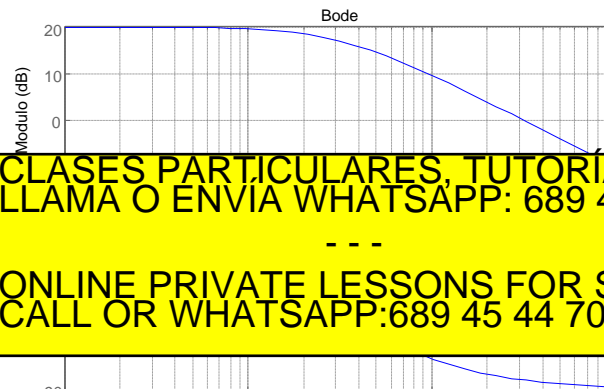 Bode
20
10
0
Modulo (dB)
CLASES PARTICULARES, TUTORÍ
LLAMA O ENVÍA WHATSAPP: 689 4
- - -
ONLINE PRIVATE LESSONS FOR S
CALL OR WHATSAPP:689 45 44 70